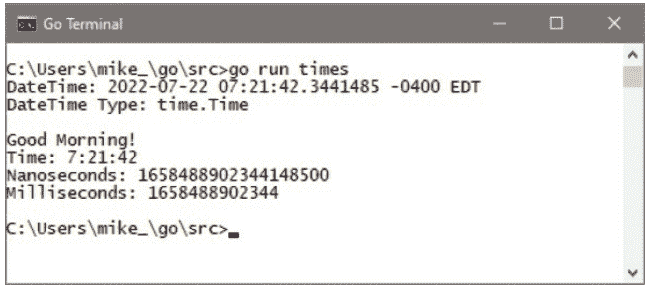 Go Terminal
C:\Users\mike_\go\src>go run times
DateTime: 2022-07-22 07:21:42.3441485 -0400 EDT
DateTime Type: time.Time
Good Morning!
Time: 7:21:42
Nanoseconds: 1658488902344148500
Milliseconds: 1658488902344
C:\Users\mike_\go\src>